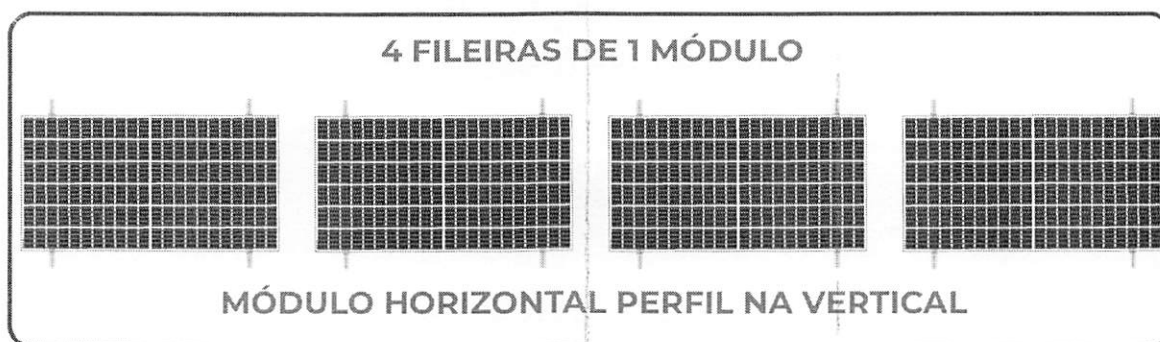 4 FILEIRAS DE 1 MÓDULO
MÓDULO HORIZONTAL PERFIL NA VERTICAL